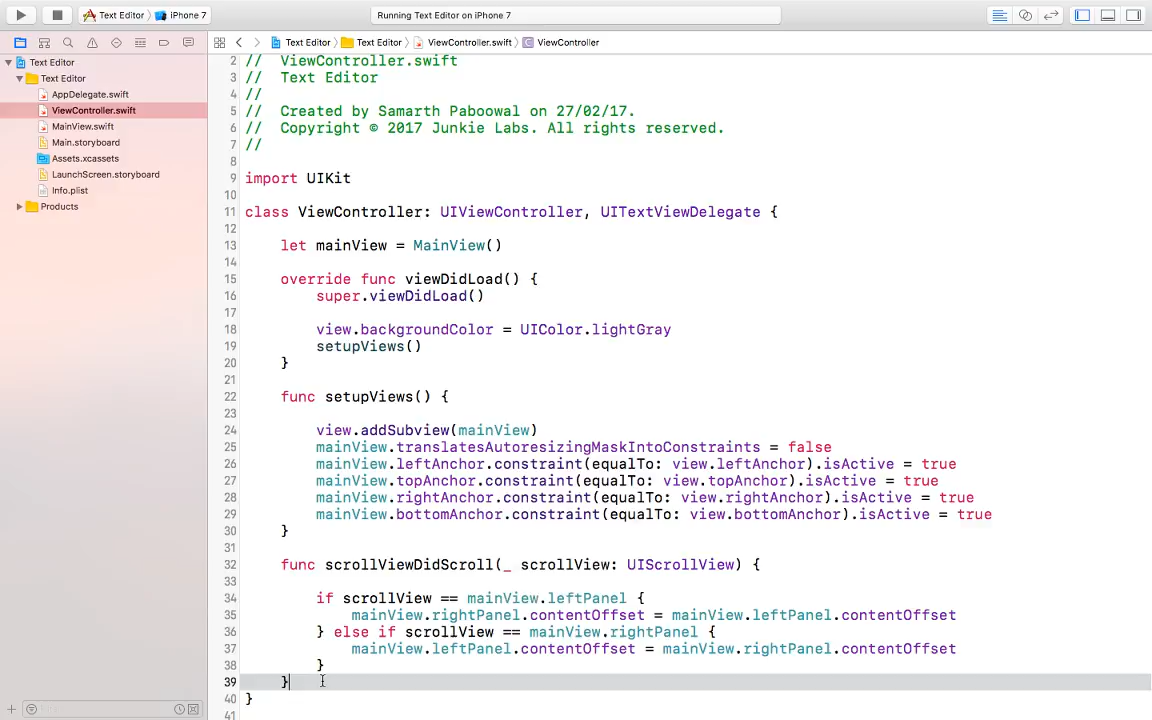 Text Editor
iPhone 7
Running Text Editor on iPhone 7
Text Editor
Text Editor
ViewController.swift
ViewController
Text Editor
Text Editor
AppDelegate.swift
ViewController.swift
MainView.swift
Main.storyboard
Assets.xcassets
LaunchScreen.storyboard
Info.plist
Products
2 //  ViewController.swift
3 //  Text Editor
4 //
5 //  Created by Samarth Paboowal on 27/02/17.
6 //  Copyright © 2017 Junkie Labs. All rights reserved.
7 //
8
9 import UIKit
10
11 class ViewController: UIViewController, UITextViewDelegate {
12
13     let mainView = MainView()
14
15     override func viewDidLoad() {
16         super.viewDidLoad()
17
18         view.backgroundColor = UIColor.lightGray
19         setupViews()
20     }
21
22     func setupViews() {
23
24         view.addSubview(mainView)
25         mainView.translatesAutoresizingMaskIntoConstraints = false
26         mainView.leftAnchor.constraint(equalTo: view.leftAnchor).isActive = true
27         mainView.topAnchor.constraint(equalTo: view.topAnchor).isActive = true
28         mainView.rightAnchor.constraint(equalTo: view.rightAnchor).isActive = true
29         mainView.bottomAnchor.constraint(equalTo: view.bottomAnchor).isActive = true
30     }
31
32     func scrollViewDidScroll(_ scrollView: UIScrollView) {
33
34         if scrollView == mainView.leftPanel {
35             mainView.rightPanel.contentOffset = mainView.leftPanel.contentOffset
36         } else if scrollView == mainView.rightPanel {
37             mainView.leftPanel.contentOffset = mainView.rightPanel.contentOffset
38         }
39     }
40 }
41